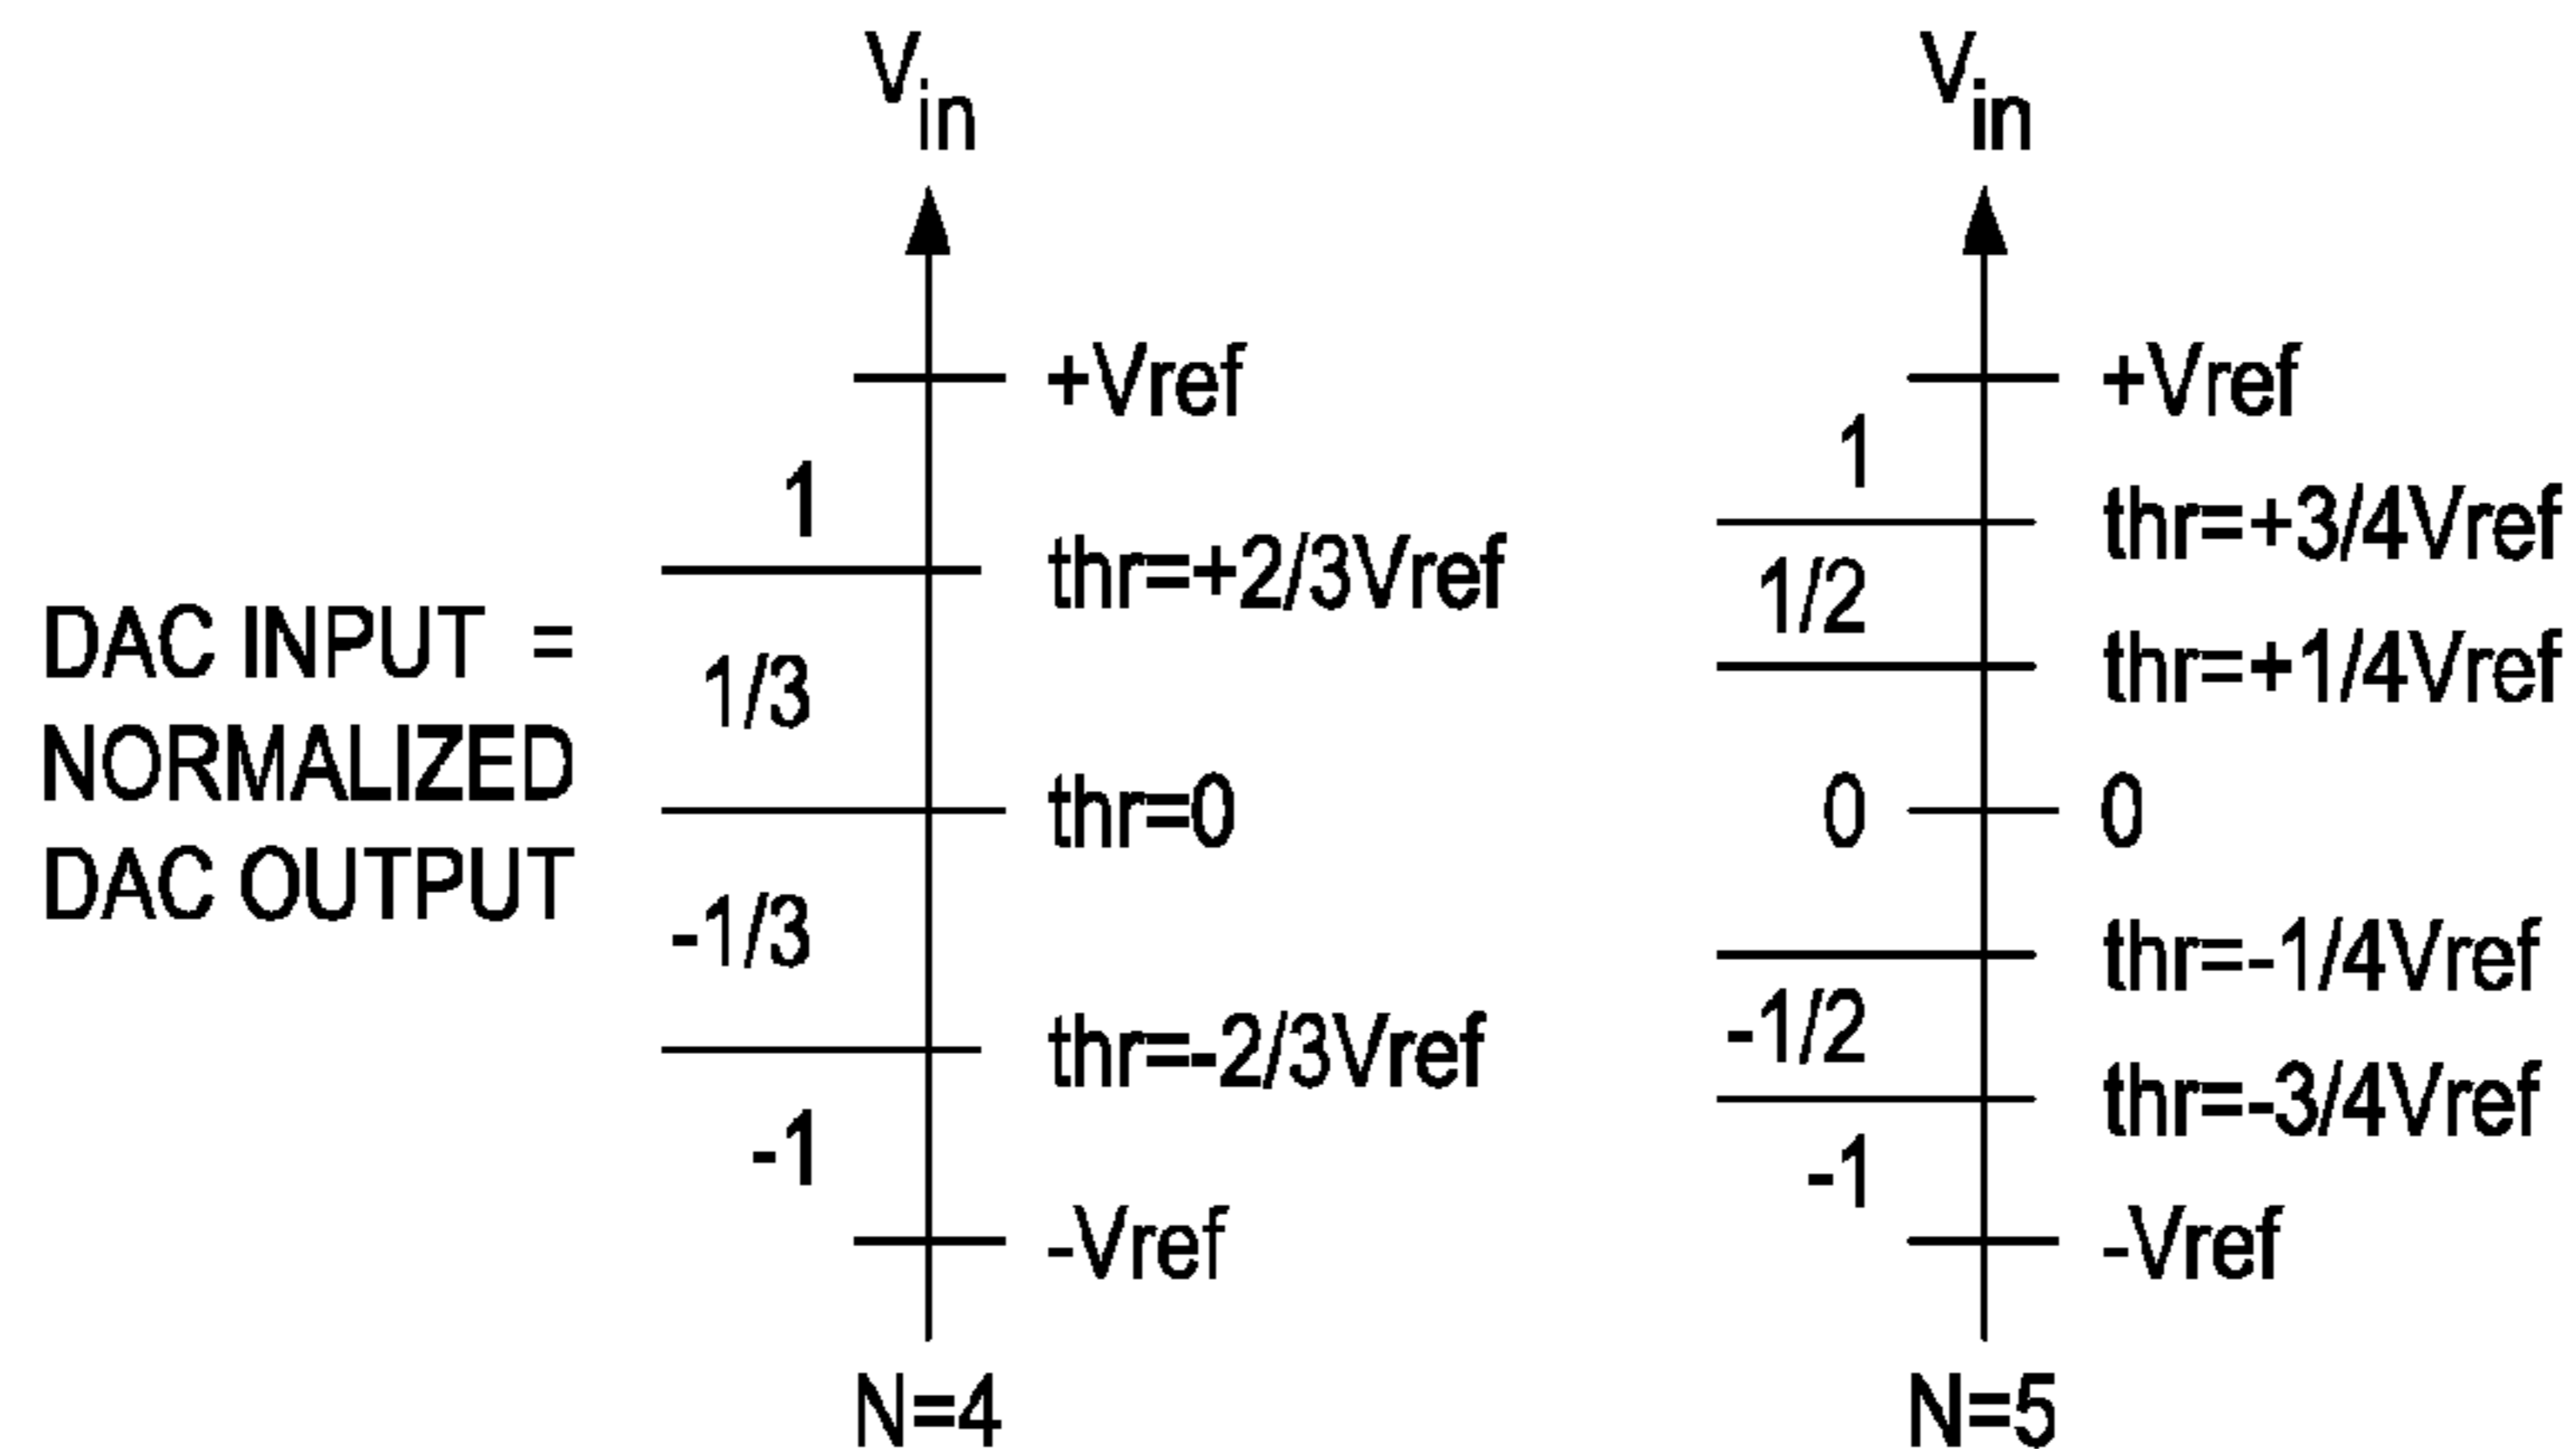 Vin
+Vref
1
thr=+2/3Vref
DAC INPUT =
NORMALIZED
DAC OUTPUT
1/3
thr=0
-1/3
thr=-2/3Vref
-1
-Vref
N=4
Vin
+Vref
1
thr=+3/4Vref
1/2
thr=+1/4Vref
0
0
thr=-1/4Vref
-1/2
thr=-3/4Vref
-1
-Vref
N=5